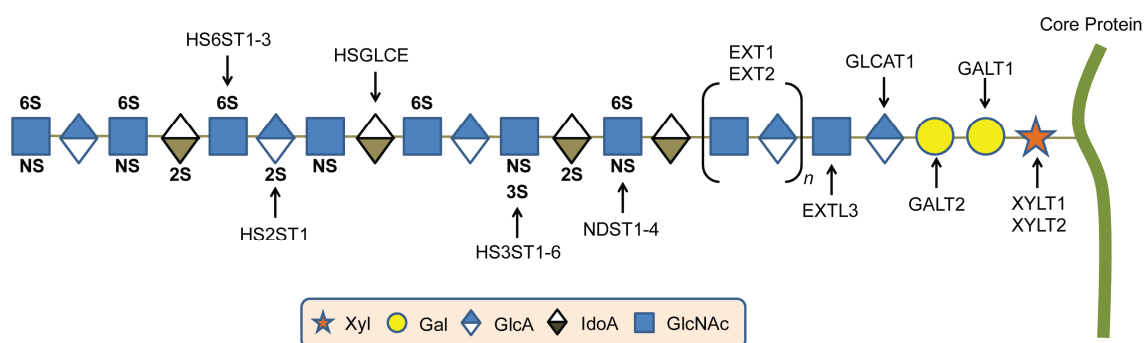 Core Protein
HS6ST1-3
HSGLCE
EXT1
EXT2
GLCAT1
GALT1
6S 6S 6S 6S 6S
NS NS 2S 2S NS NS 2S NS
3S
n
HS2ST1
HS3ST1-6
NDST1-4
EXTL3
GALT2
XYLT1
XYLT2
Xyl Gal GlcA IdoA GlcNAc